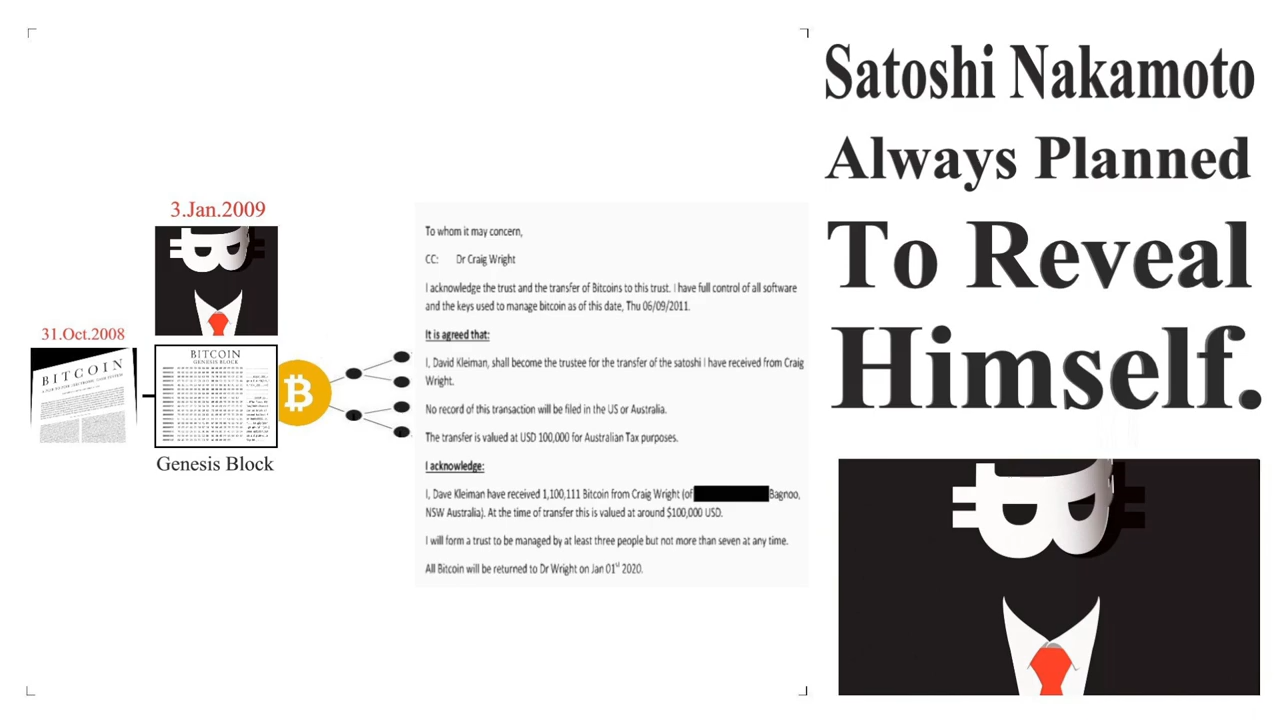 Satoshi Nakamoto
Always Planned
To Reveal
Himself.
3.Jan.2009
31.Oct.2008
BITCOIN
BITCOIN
GENESIS BLOCK
Genesis Block
To whom it may concern,
CC: Dr Craig Wright
I acknowledge the trust and the transfer of Bitcoins to this trust. I have full control of all software
and the keys used to manage bitcoin as of this date, Thu 06/09/2011.
It is agreed that:
I, David Kleiman, shall become the trustee for the transfer of the satoshi I have received from Craig
Wright.
No record of this transaction will be filed in the US or Australia.
The transfer is valued at USD 100,000 for Australian Tax purposes.
I acknowledge:
I, Dave Kleiman have received 1,100,111 Bitcoin from Craig Wright (of Bagnoo,
NSW Australia). At the time of transfer this is valued at around $100,000 USD.
I will form a trust to be managed by at least three people but not more than seven at any time.
All Bitcoin will be returned to Dr Wright on Jan 01st 2020.